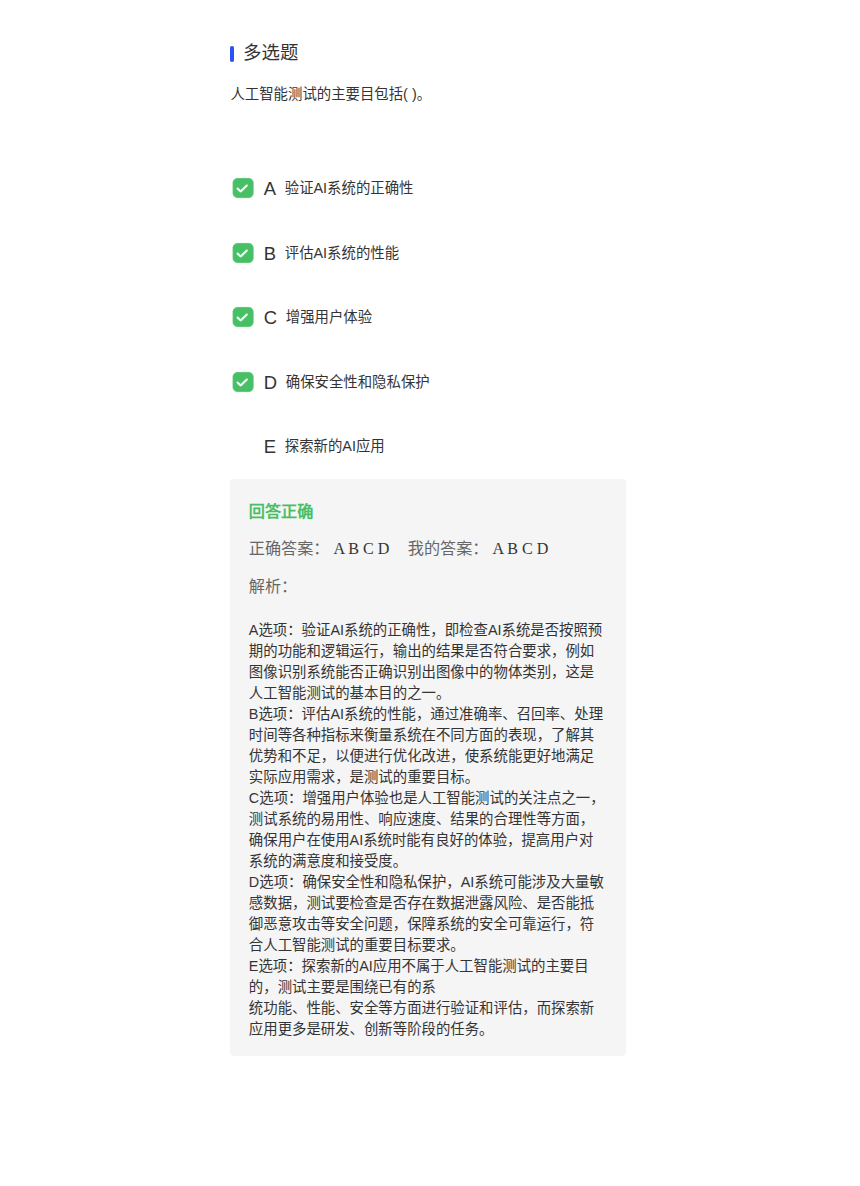 多选题
人工智能测试的主要目包括( )。
A 验证AI系统的正确性
B 评估AI系统的性能
C 增强用户体验
D 确保安全性和隐私保护
E 探索新的AI应用
回答正确
正确答案： A B C D 我的答案： A B C D
解析：
A选项：验证AI系统的正确性，即检查AI系统是否按照预
期的功能和逻辑运行，输出的结果是否符合要求，例如
图像识别系统能否正确识别出图像中的物体类别，这是
人工智能测试的基本目的之一。
B选项：评估AI系统的性能，通过准确率、召回率、处理
时间等各种指标来衡量系统在不同方面的表现，了解其
优势和不足，以便进行优化改进，使系统能更好地满足
实际应用需求，是测试的重要目标。
C选项：增强用户体验也是人工智能测试的关注点之一，
测试系统的易用性、响应速度、结果的合理性等方面，
确保用户在使用AI系统时能有良好的体验，提高用户对
系统的满意度和接受度。
D选项：确保安全性和隐私保护，AI系统可能涉及大量敏
感数据，测试要检查是否存在数据泄露风险、是否能抵
御恶意攻击等安全问题，保障系统的安全可靠运行，符
合人工智能测试的重要目标要求。
E选项：探索新的AI应用不属于人工智能测试的主要目
的，测试主要是围绕已有的系
统功能、性能、安全等方面进行验证和评估，而探索新
应用更多是研发、创新等阶段的任务。